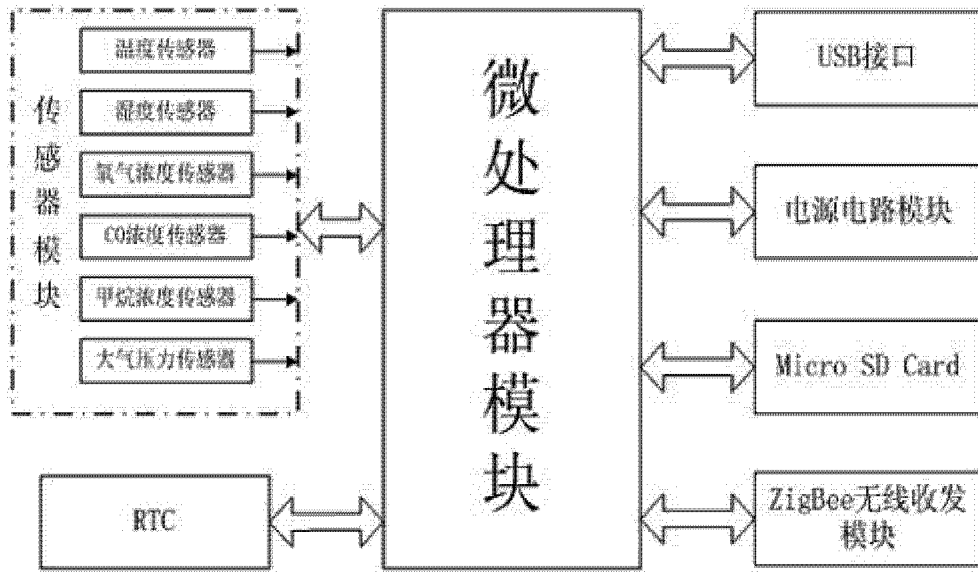 传感器模块
温度传感器
湿度传感器
氧气浓度传感器
CO浓度传感器
甲烷浓度传感器
大气压力传感器
RTC
微处理器模块
USB接口
电源电路模块
Micro SD Card
ZigBee无线收发
模块